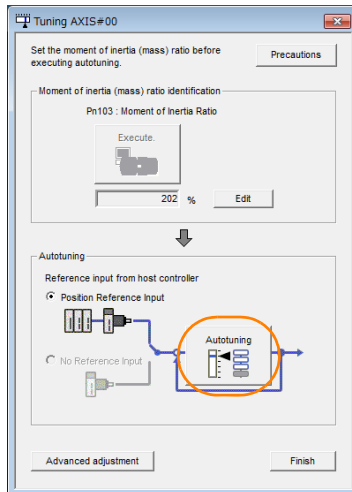 Tuning AXIS#00
Set the moment of inertia (mass) ratio before
executing autotuning.
Precautions
Moment of inertia (mass) ratio identification
Pn103 : Moment of Inertia Ratio
Execute.
202 %
Edit
Autotuning
Reference input from host controller
Position Reference Input
Autotuning
No Reference Input
Advanced adjustment
Finish